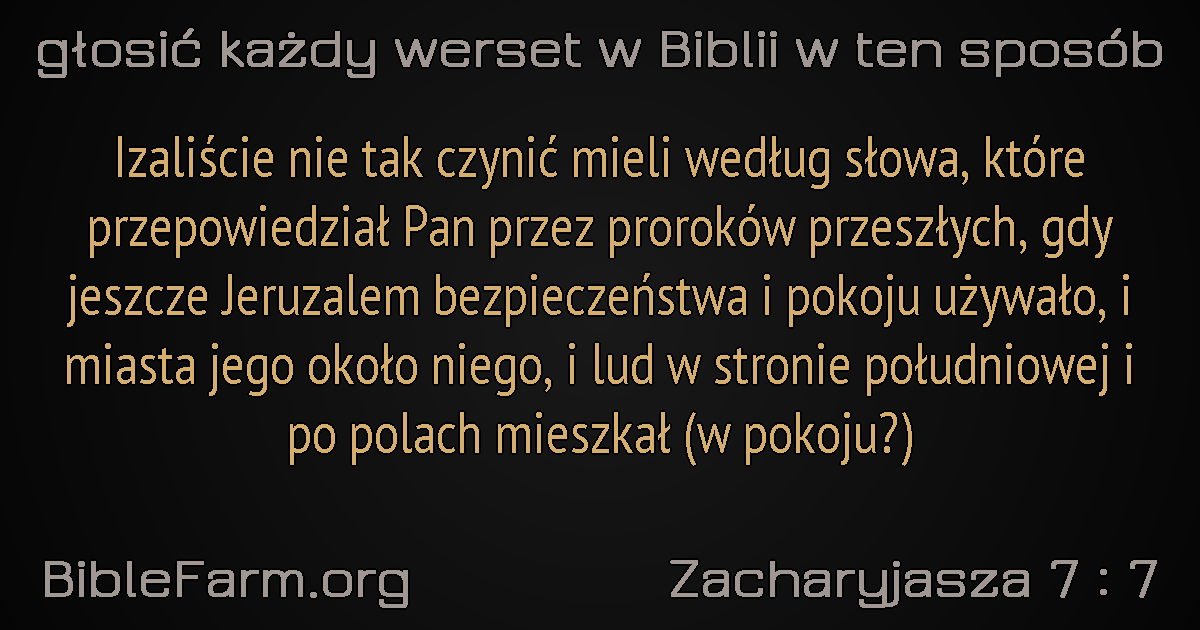 głosić każdy werset w Biblii w ten sposób
Izaliście nie tak czynić mieli według słowa, które
przepowiedział Pan przez proroków przeszłych, gdy
jeszcze Jeruzalem bezpieczeństwa i pokoju używało, i
miasta jego około niego, i lud w stronie południowej i
po polach mieszkał (w pokoju?)
BibleFarm.org
Zacharyjasza 7 : 7